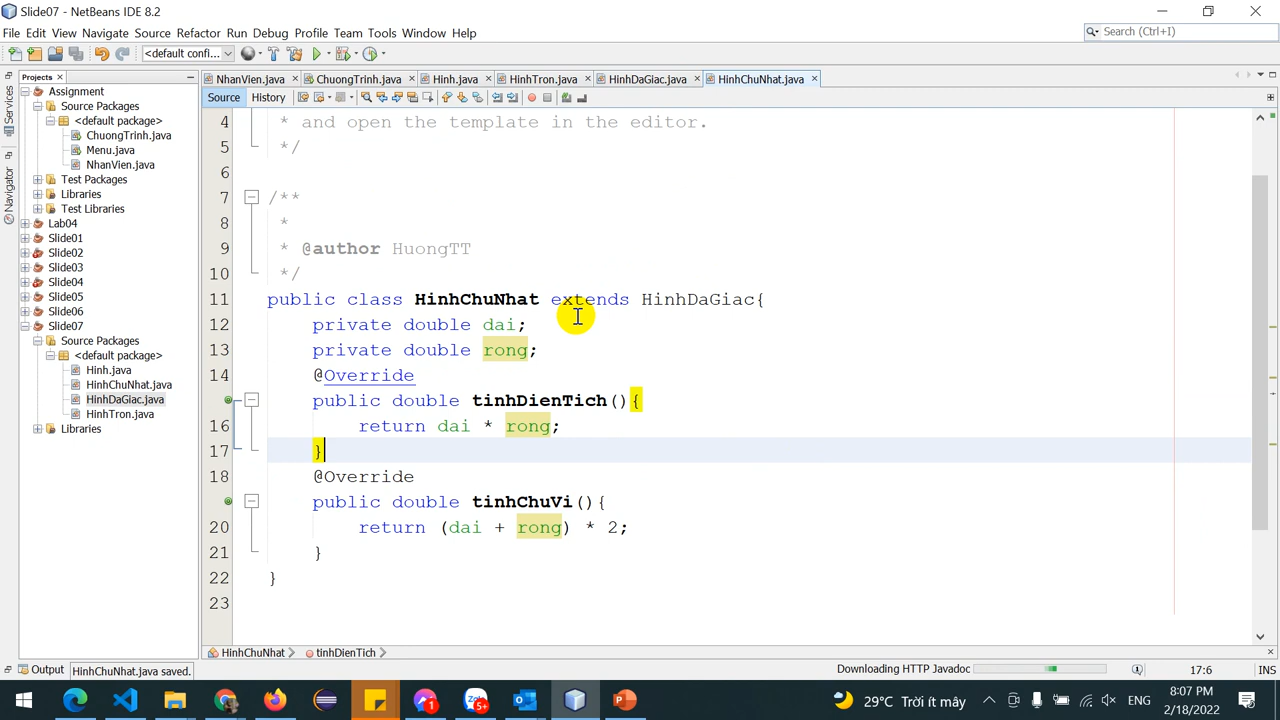 Slide07 - NetBeans IDE 8.2
File Edit View Navigate Source Refactor Run Debug Profile Team Tools Window Help
Search (Ctrl+I)
<default confi...
Projects
NhanVien.java
ChuongTrinh.java
Hinh.java
HinhTron.java
HinhDaGiac.java
HinhChuNhat.java
Source History
Services
Navigator
Assignment
Source Packages
<default package>
ChuongTrinh.java
Menu.java
NhanVien.java
Test Packages
Libraries
Test Libraries
Lab04
Slide01
Slide02
Slide03
Slide04
Slide05
Slide06
Slide07
Source Packages
<default package>
Hinh.java
HinhChuNhat.java
HinhDaGiac.java
HinhTron.java
Libraries
4 * and open the template in the editor.
5 */
6
7 /**
8 *
9 * @author HuongTT
10 */
11 public class HinhChuNhat extends HinhDaGiac{
12 private double dai;
13 private double rong;
14 @Override
public double tinhDienTich(){
16 return dai * rong;
17 }
18 @Override
public double tinhChuVi(){
20 return (dai + rong) * 2;
21 }
22 }
23
HinhChuNhat
tinhDienTich
Output
HinhChuNhat.java saved.
Downloading HTTP Javadoc
17:6
INS
29°C Trời ít mây
ENG
8:07 PM
2/18/2022
1
5+